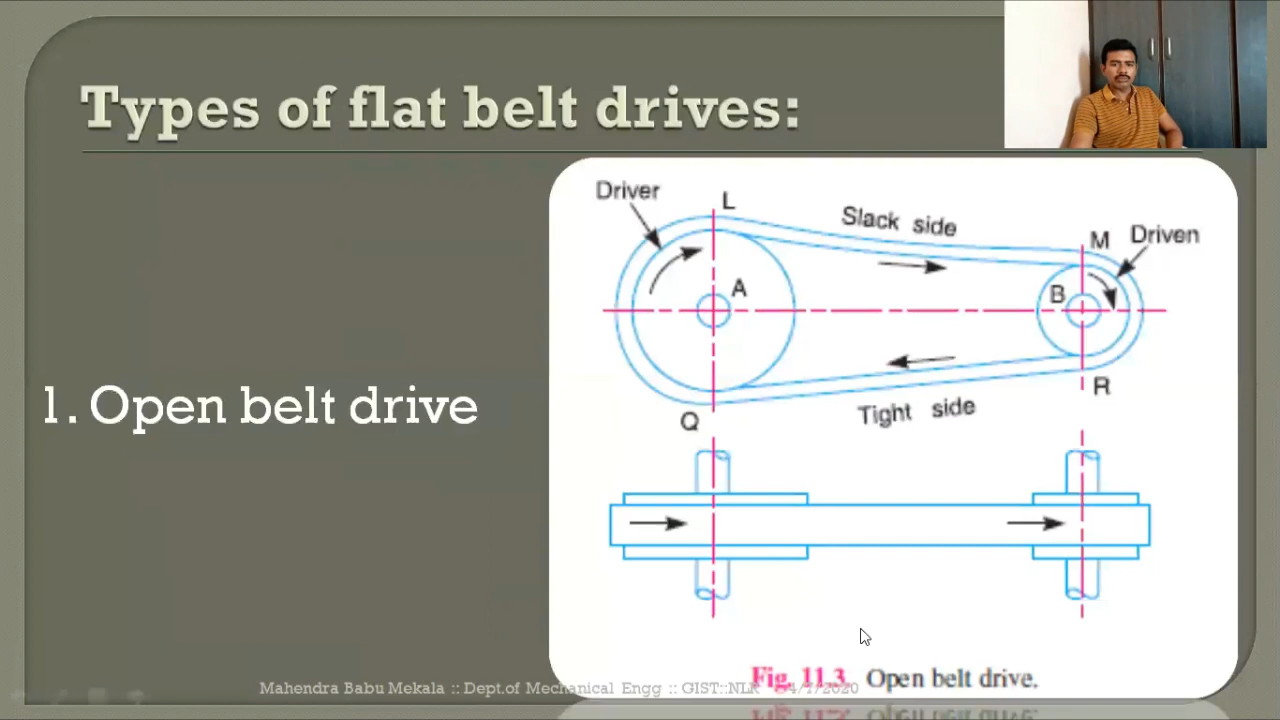 Types of flat belt drives:
1. Open belt drive
Driver
L
Slack side
M
Driven
A
B
R
Tight side
Q
Fig. 11.3 Open belt drive.
Mahendra Babu Mekala :: Dept.of Mechanical Engg :: GIST::NLR